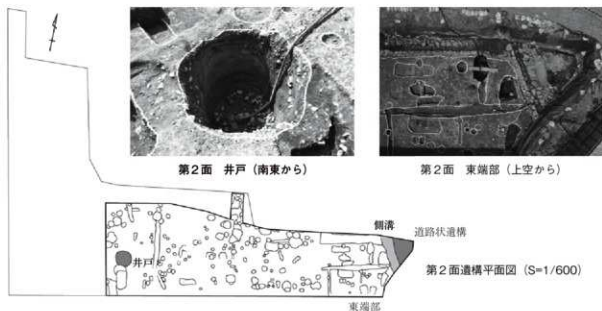 第2面　井戸（南東から）
第2面　東端部（上空から）
側溝
道路状遺構
井戸
第2面遺構平面図（S=1/600）
東端部